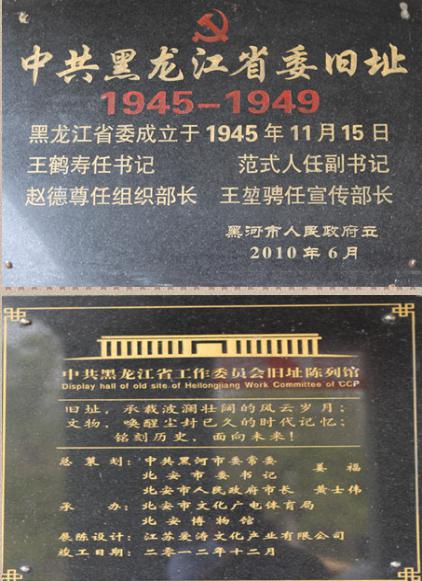 中共黑龙江省委旧址
1945-1949
黑龙江省委成立于1945年11月15日
王鹤寿任书记 范式人任副书记
赵德尊任组织部长 王堃骋任宣传部长
黑河市人民政府立
2010年6月
中共黑龙江省工作委员会旧址陈列馆
Display hall of old site of Heilongjiang Work Committee of CCP
旧址，承载波澜壮阔的风云岁月；
文物，唤醒尘封已久的时代记忆；
铭刻历史，面向未来！
总策划：中共黑河市委常委
北安市委书记 姜福
北安市人民政府市长 黄士伟
承办：北安市文化广电体育局
北安博物馆
展陈设计：江苏爱涛文化产业有限公司
竣工日期：二〇一二年十二月